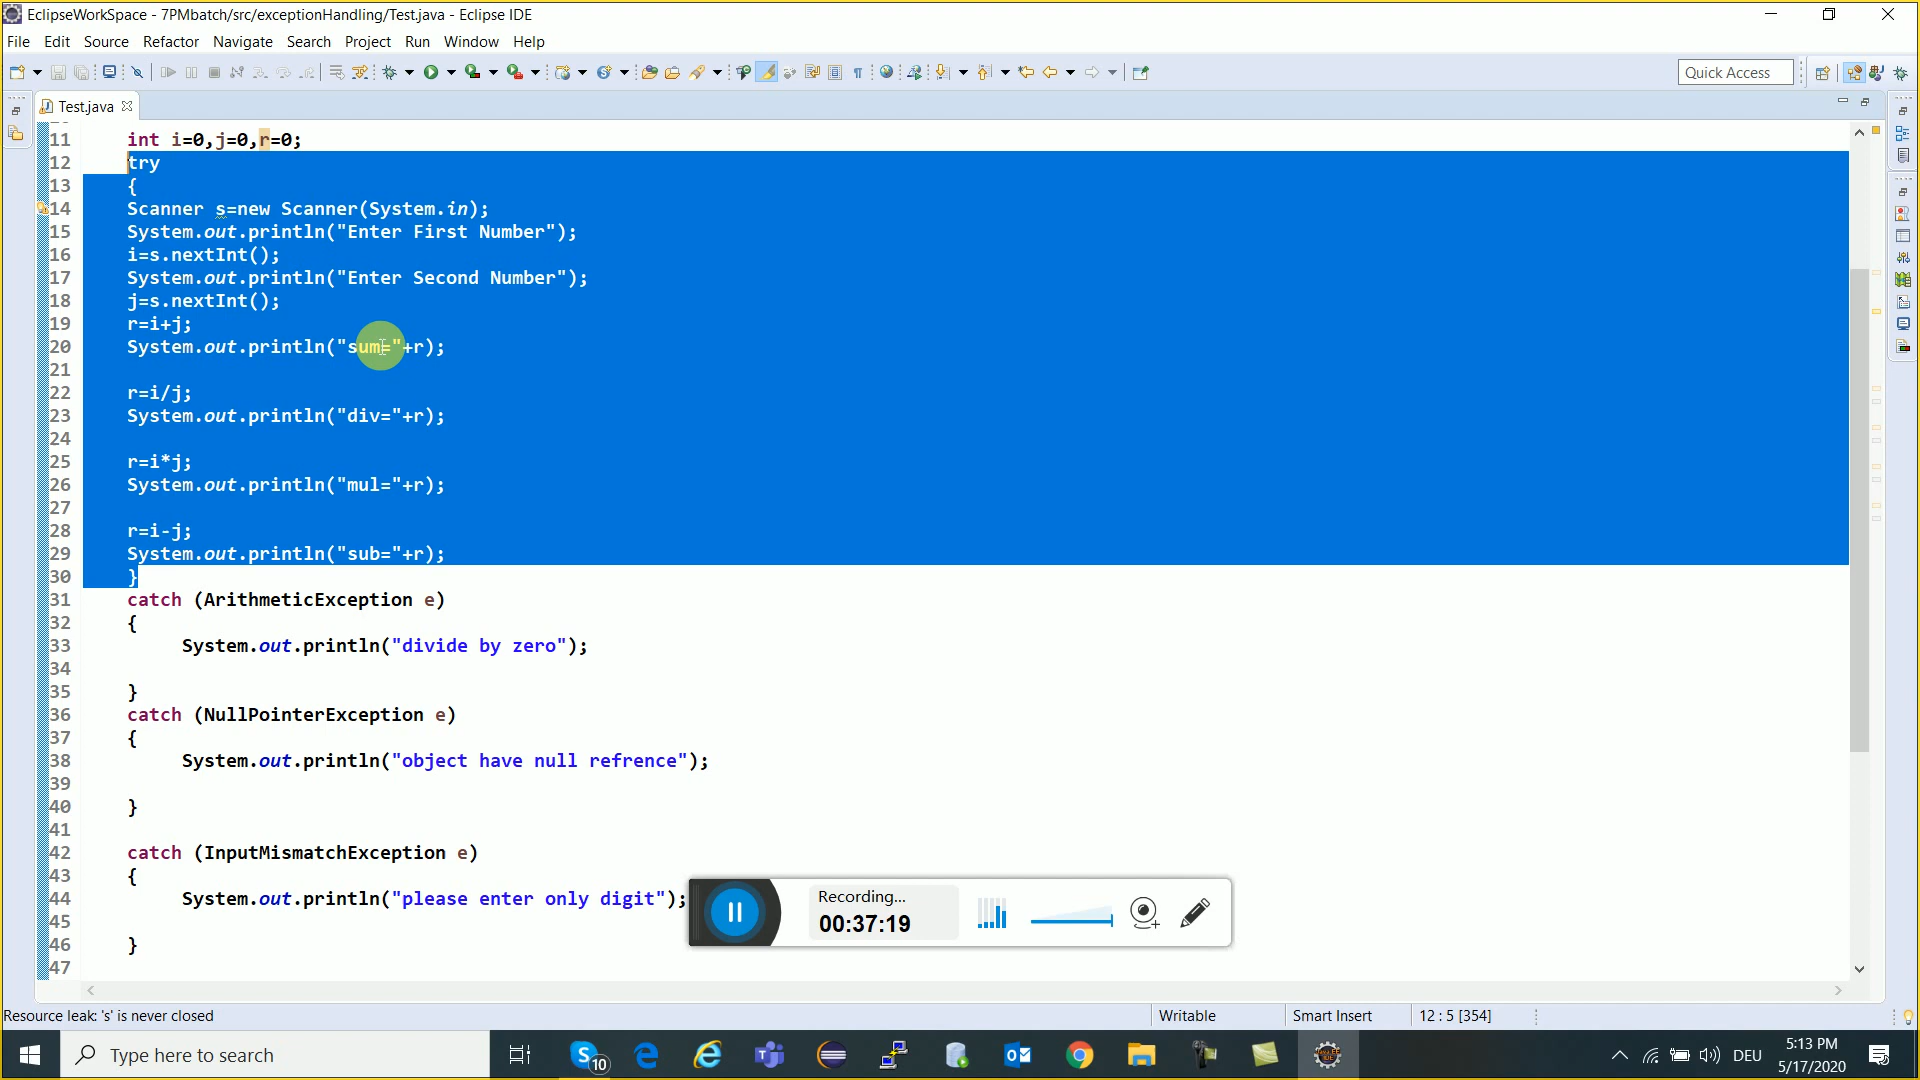 EclipseWorkSpace - 7PMbatch/src/exceptionHandling/Test.java - Eclipse IDE
File Edit Source Refactor Navigate Search Project Run Window Help
Quick Access
Test.java
11 int i=0,j=0,r=0;
12 try
13 {
14 Scanner s=new Scanner(System.in);
15 System.out.println("Enter First Number");
16 i=s.nextInt();
17 System.out.println("Enter Second Number");
18 j=s.nextInt();
19 r=i+j;
20 System.out.println("sum="+r);
21
22 r=i/j;
23 System.out.println("div="+r);
24
25 r=i*j;
26 System.out.println("mul="+r);
27
28 r=i-j;
29 System.out.println("sub="+r);
30 }
31 catch (ArithmeticException e)
32 {
33 System.out.println("divide by zero");
34
35 }
36 catch (NullPointerException e)
37 {
38 System.out.println("object have null refrence");
39
40 }
41
42 catch (InputMismatchException e)
43 {
44 System.out.println("please enter only digit");
45
46 }
47
Recording...
00:37:19
Resource leak: 's' is never closed
Writable
Smart Insert
12 : 5 [354]
Type here to search
10
DEU
5:13 PM
5/17/2020